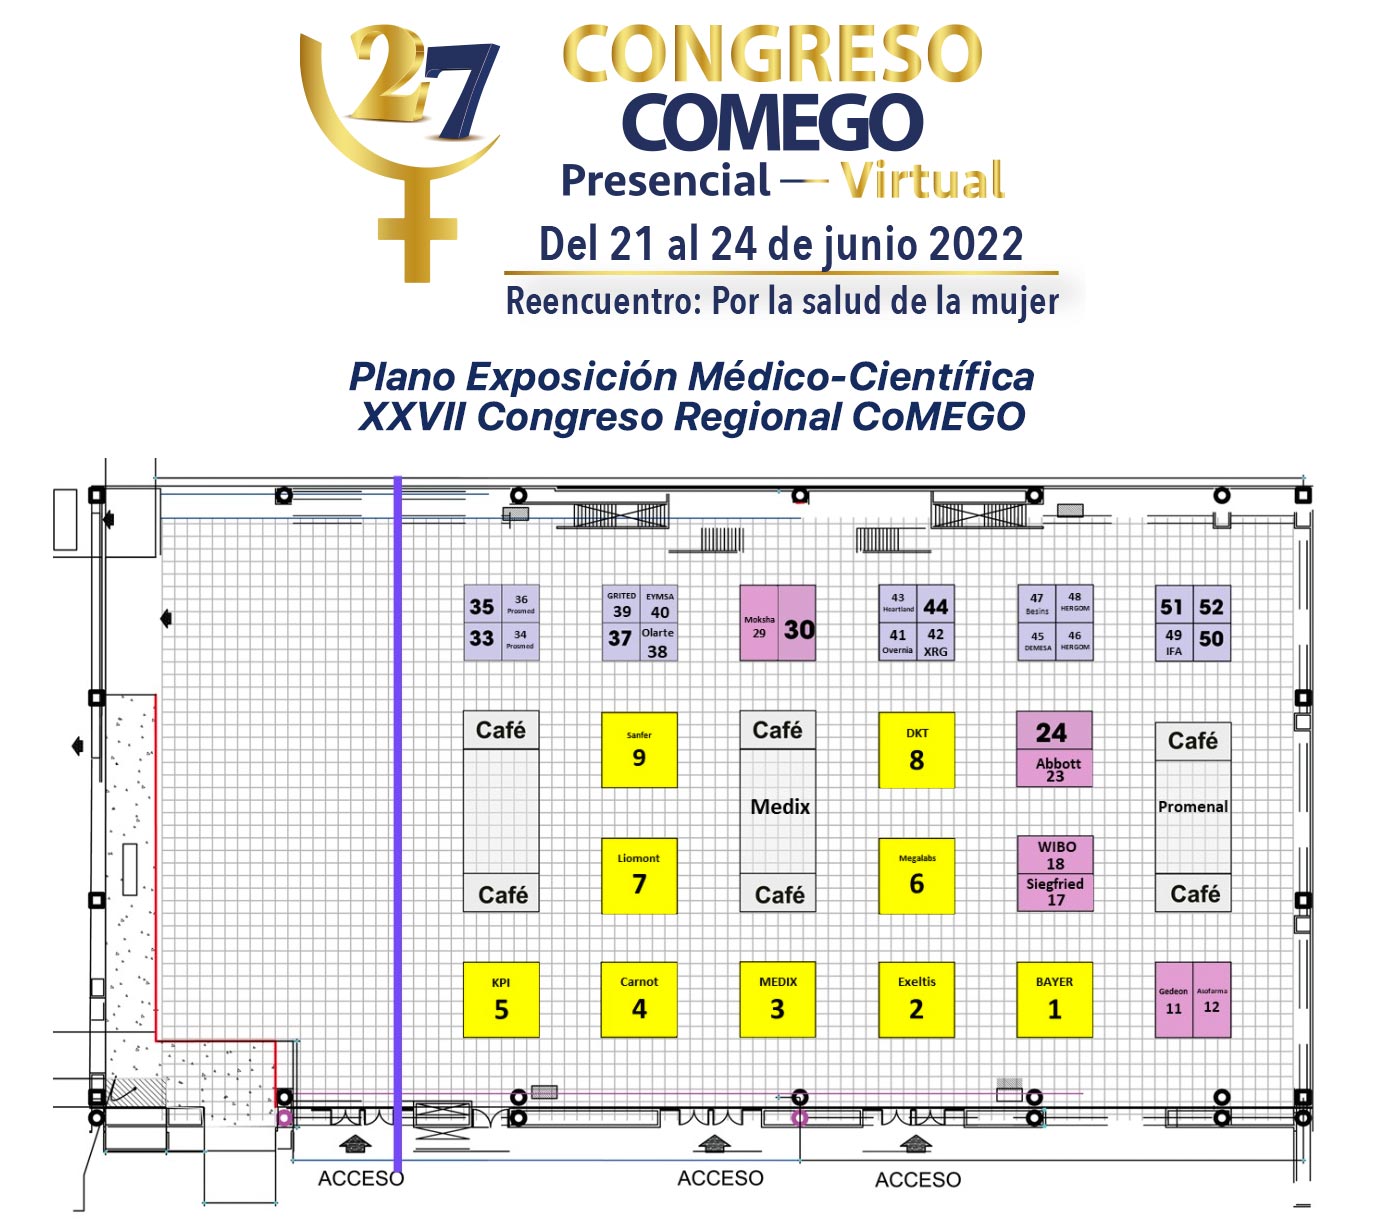 27
CONGRESO
COMEGO
Presencial — Virtual
Del 21 al 24 de junio 2022
Reencuentro: Por la salud de la mujer
Plano Exposición Médico-Científica
XXVII Congreso Regional CoMEGO
35
36
Prosmed
33
34
Prosmed
GRITED
39
EYMSA
40
37
Olarte
38
Moksha
29
30
43
Heartland
44
41
Overnia
42
XRG
47
Besins
48
HERGOM
45
DEMESA
46
HERGOM
51
52
49
IFA
50
Café
Café
Sanfer
9
Café
Medix
Café
DKT
8
24
Abbott
23
Café
Promenal
Café
Liomont
7
Megalabs
6
WIBO
18
Siegfried
17
KPI
5
Carnot
4
MEDIX
3
Exeltis
2
BAYER
1
Gedeon
11
Asofarma
12
ACCESO
ACCESO
ACCESO